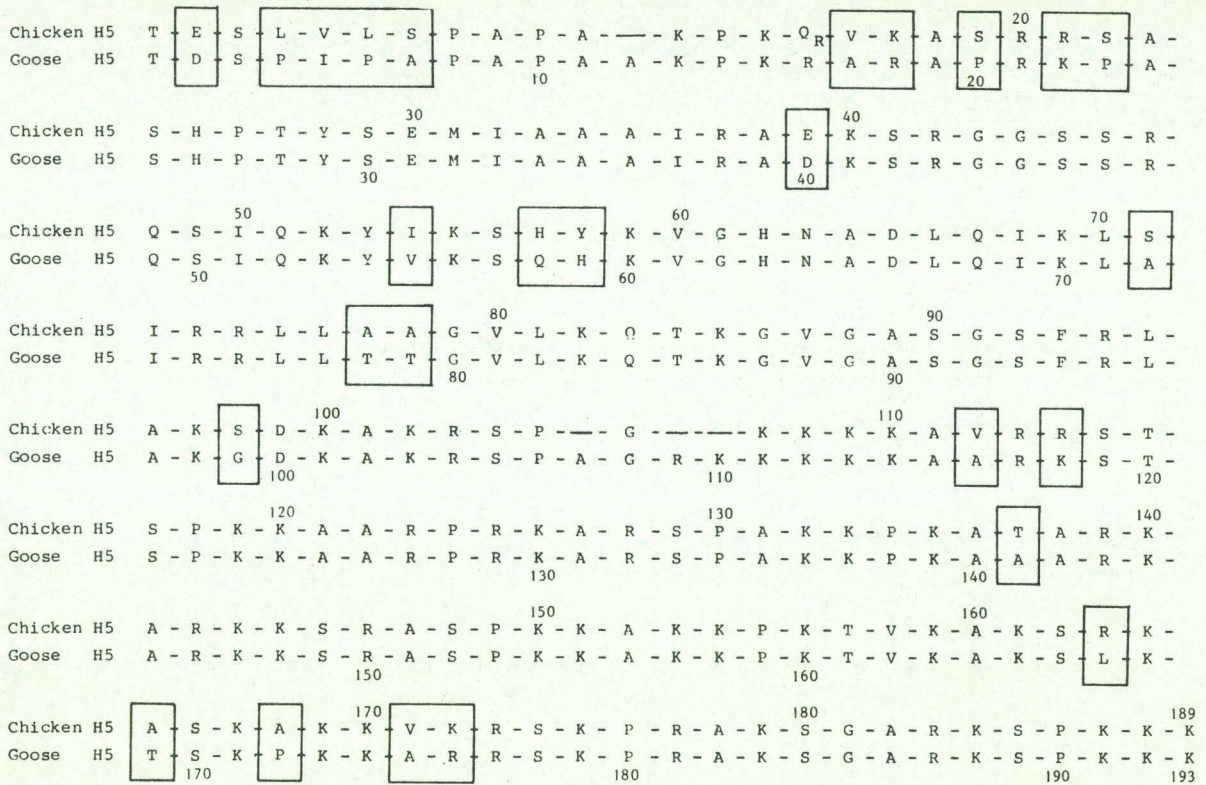 20
Chicken H5 T - E - S - L - V - L - S - P - A - P - A - — - K - P - K - Q R - V - K - A - S - R - R - S - A -
Goose H5 T - D - S - P - I - P - A - P - A - P - A - A - K - P - K - R - A - R - A - P - R - K - P - A -
10 20
30 40
Chicken H5 S - H - P - T - Y - S - E - M - I - A - A - A - I - R - A - E - K - S - R - G - G - S - S - R -
Goose H5 S - H - P - T - Y - S - E - M - I - A - A - A - I - R - A - D - K - S - R - G - G - S - S - R -
30 40
50 60 70
Chicken H5 Q - S - I - Q - K - Y - I - K - S - H - Y - K - V - G - H - N - A - D - L - Q - I - K - L - S -
Goose H5 Q - S - I - Q - K - Y - V - K - S - Q - H - K - V - G - H - N - A - D - L - Q - I - K - L - A -
50 60 70
80 90
Chicken H5 I - R - R - L - L - A - A - G - V - L - K - Q - T - K - G - V - G - A - S - G - S - F - R - L -
Goose H5 I - R - R - L - L - T - T - G - V - L - K - Q - T - K - G - V - G - A - S - G - S - F - R - L -
80 90
100 110
Chicken H5 A - K - S - D - K - A - K - R - S - P - — - G - — - — - K - K - K - K - A - V - R - R - S - T -
Goose H5 A - K - G - D - K - A - K - R - S - P - A - G - R - K - K - K - K - K - A - A - R - K - S - T -
100 110 120
120 130 140
Chicken H5 S - P - K - K - A - A - R - P - R - K - A - R - S - P - A - K - K - P - K - A - T - A - R - K -
Goose H5 S - P - K - K - A - A - R - P - R - K - A - R - S - P - A - K - K - P - K - A - A - A - R - K -
130 140
150 160
Chicken H5 A - R - K - K - S - R - A - S - P - K - K - A - K - K - P - K - T - V - K - A - K - S - R - K -
Goose H5 A - R - K - K - S - R - A - S - P - K - K - A - K - K - P - K - T - V - K - A - K - S - L - K -
150 160
170 180 189
Chicken H5 A - S - K - A - K - K - V - K - R - S - K - P - R - A - K - S - G - A - R - K - S - P - K - K - K
Goose H5 T - S - K - P - K - K - A - R - R - S - K - P - R - A - K - S - G - A - R - K - S - P - K - K - K
170 180 190 193